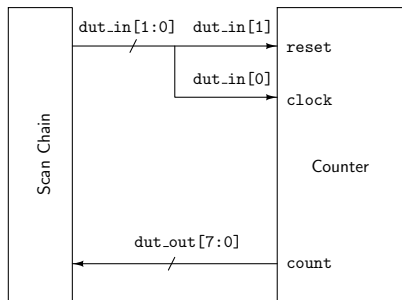 dut_in[1:0]
dut_in[1]
reset
dut_in[0]
clock
Scan Chain
Counter
dut_out[7:0]
count